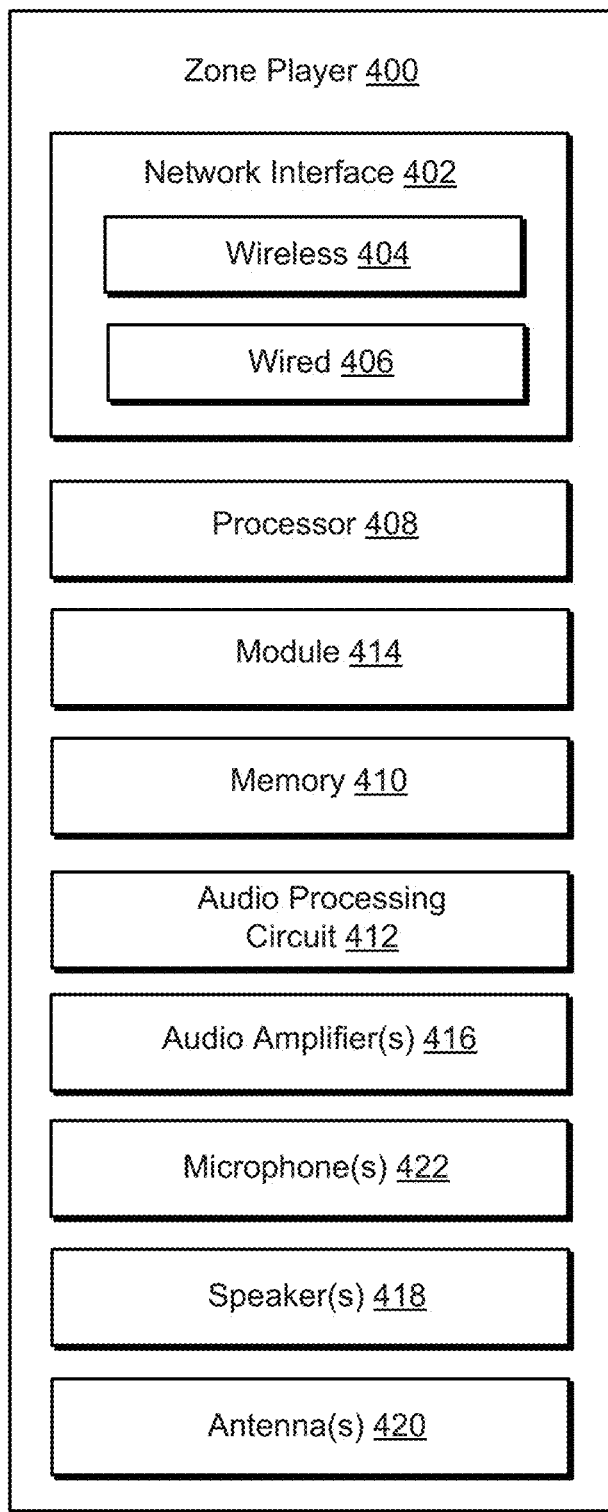 Zone Player 400
Network Interface 402
Wireless 404
Wired 406
Processor 408
Module 414
Memory 410
Audio Processing
Circuit 412
Audio Amplifier(s) 416
Microphone(s) 422
Speaker(s) 418
Antenna(s) 420